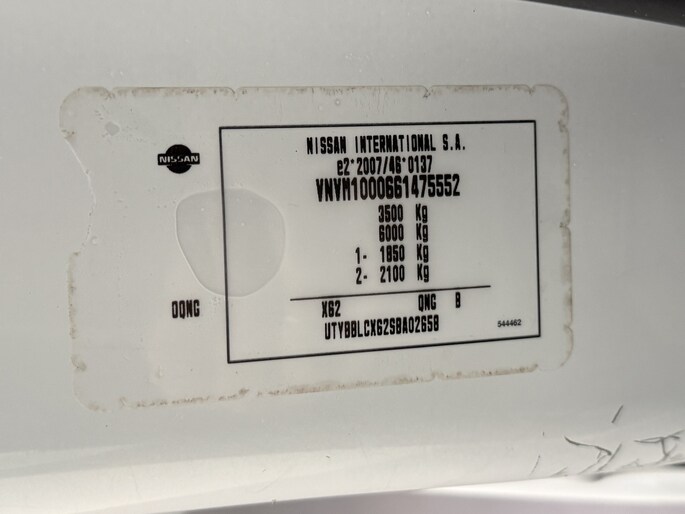 NISSAN INTERNATIONAL S.A.
e2*2007/46*0137
VNVM1000661475552
3500 Kg
6000 Kg
1- 1850 Kg
2- 2100 Kg
NISSAN
DQNG
X62 QNG B
UTYBBLCX62SBA02658
544462